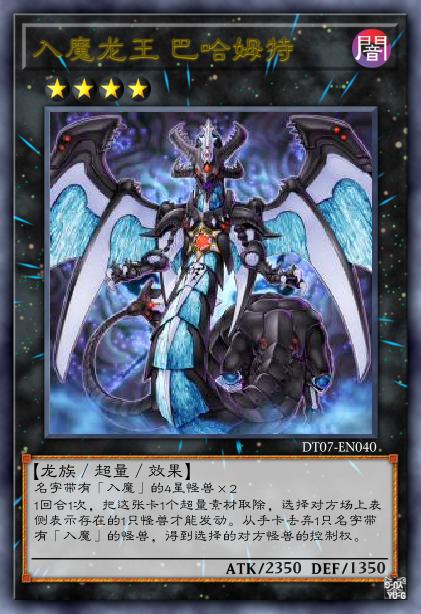 入魔龙王 巴哈姆特
闇
DT07-EN040
【龙族/超量/效果】
名字带有「入魔」的4星怪兽×2
1回合1次，把这张卡1个超量素材取除，选择对方场上表
侧表示存在的1只怪兽才能发动。从手卡去弃1只名字带
有「入魔」的怪兽，得到选择的对方怪兽的控制权。
ATK/2350 DEF/1350